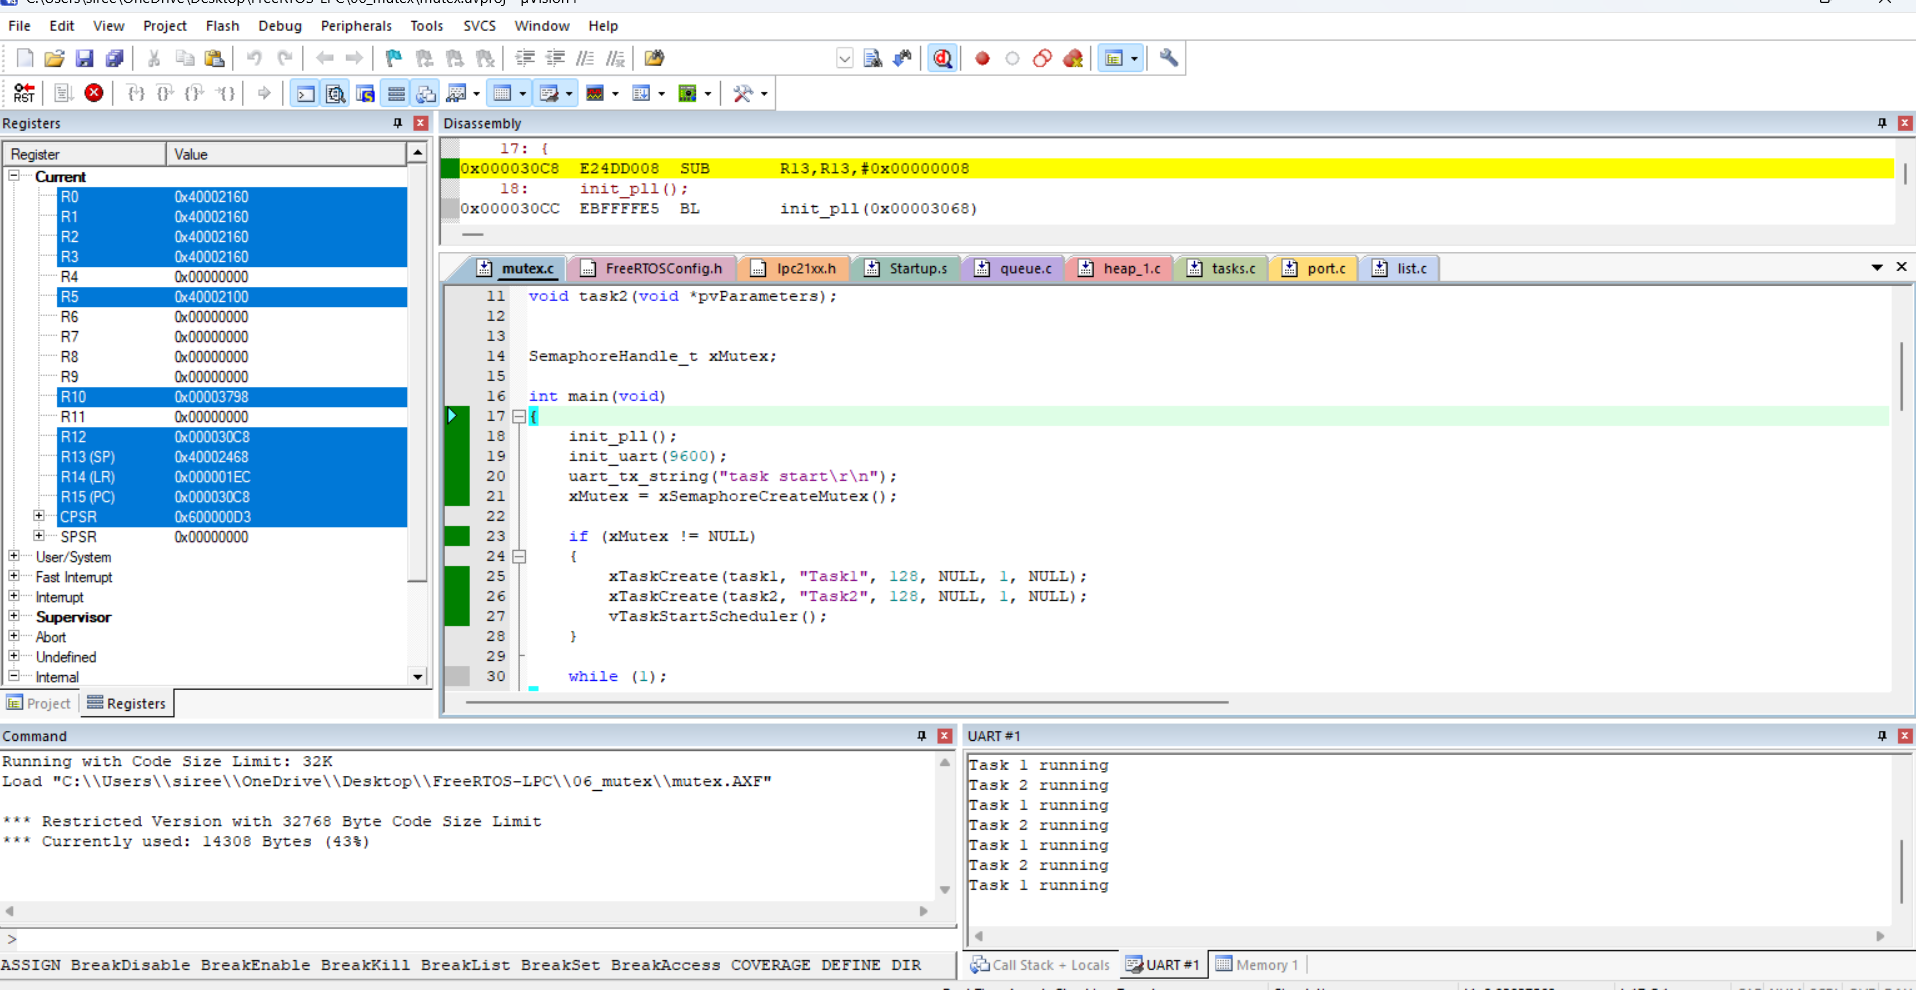 C:\Users\siree\OneDrive\Desktop\FreeRTOS-LPC\06_mutex\mutex.uvproj - µVision4
File Edit View Project Flash Debug Peripherals Tools SVCS Window Help
RST
Registers
Register Value
Current
R0 0x40002160
R1 0x40002160
R2 0x40002160
R3 0x40002160
R4 0x00000000
R5 0x40002100
R6 0x00000000
R7 0x00000000
R8 0x00000000
R9 0x00000000
R10 0x00003798
R11 0x00000000
R12 0x000030C8
R13 (SP) 0x40002468
R14 (LR) 0x000001EC
R15 (PC) 0x000030C8
CPSR 0x600000D3
SPSR 0x00000000
User/System
Fast Interrupt
Interrupt
Supervisor
Abort
Undefined
Internal
Project Registers
Disassembly
17: {
0x000030C8 E24DD008 SUB R13,R13,#0x00000008
18: init_pll();
0x000030CC EBFFFFE5 BL init_pll(0x00003068)
mutex.c FreeRTOSConfig.h lpc21xx.h Startup.s queue.c heap_1.c tasks.c port.c list.c
11 void task2(void *pvParameters);
12
13
14 SemaphoreHandle_t xMutex;
15
16 int main(void)
17 {
18 init_pll();
19 init_uart(9600);
20 uart_tx_string("task start\r\n");
21 xMutex = xSemaphoreCreateMutex();
22
23 if (xMutex != NULL)
24 {
25 xTaskCreate(task1, "Task1", 128, NULL, 1, NULL);
26 xTaskCreate(task2, "Task2", 128, NULL, 1, NULL);
27 vTaskStartScheduler();
28 }
29
30 while (1);
Command
Running with Code Size Limit: 32K
Load "C:\\Users\\siree\\OneDrive\\Desktop\\FreeRTOS-LPC\\06_mutex\\mutex.AXF"
*** Restricted Version with 32768 Byte Code Size Limit
*** Currently used: 14308 Bytes (43%)
>
ASSIGN BreakDisable BreakEnable BreakKill BreakList BreakSet BreakAccess COVERAGE DEFINE DIR
UART #1
Task 1 running
Task 2 running
Task 1 running
Task 2 running
Task 1 running
Task 2 running
Task 1 running
Call Stack + Locals UART #1 Memory 1